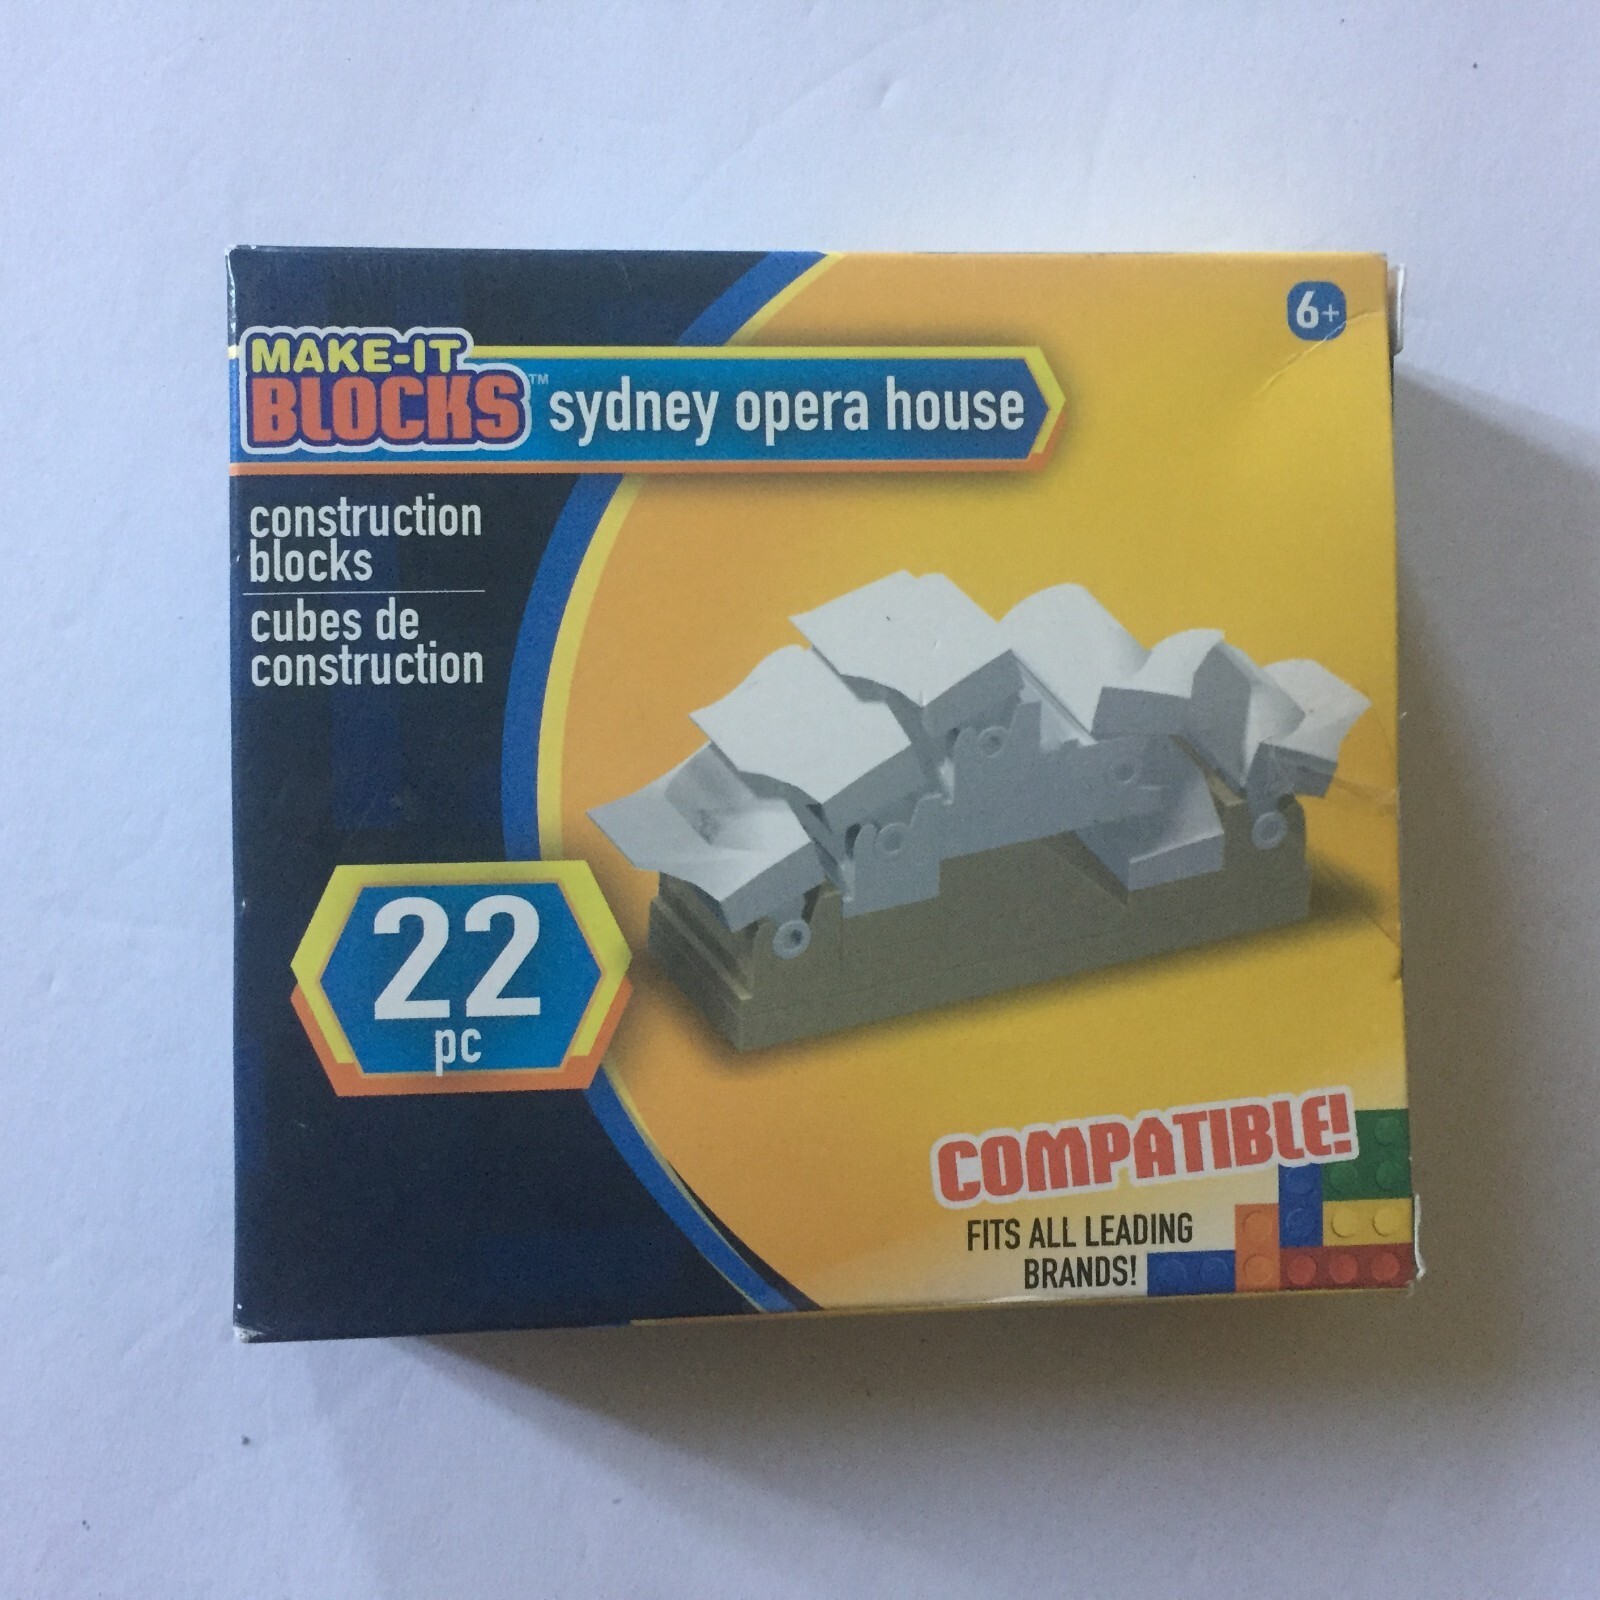 6+
MAKE-IT
BLOCKS™
sydney opera house
construction
blocks
cubes de
construction
22
pc
COMPATIBLE!
FITS ALL LEADING
BRANDS!